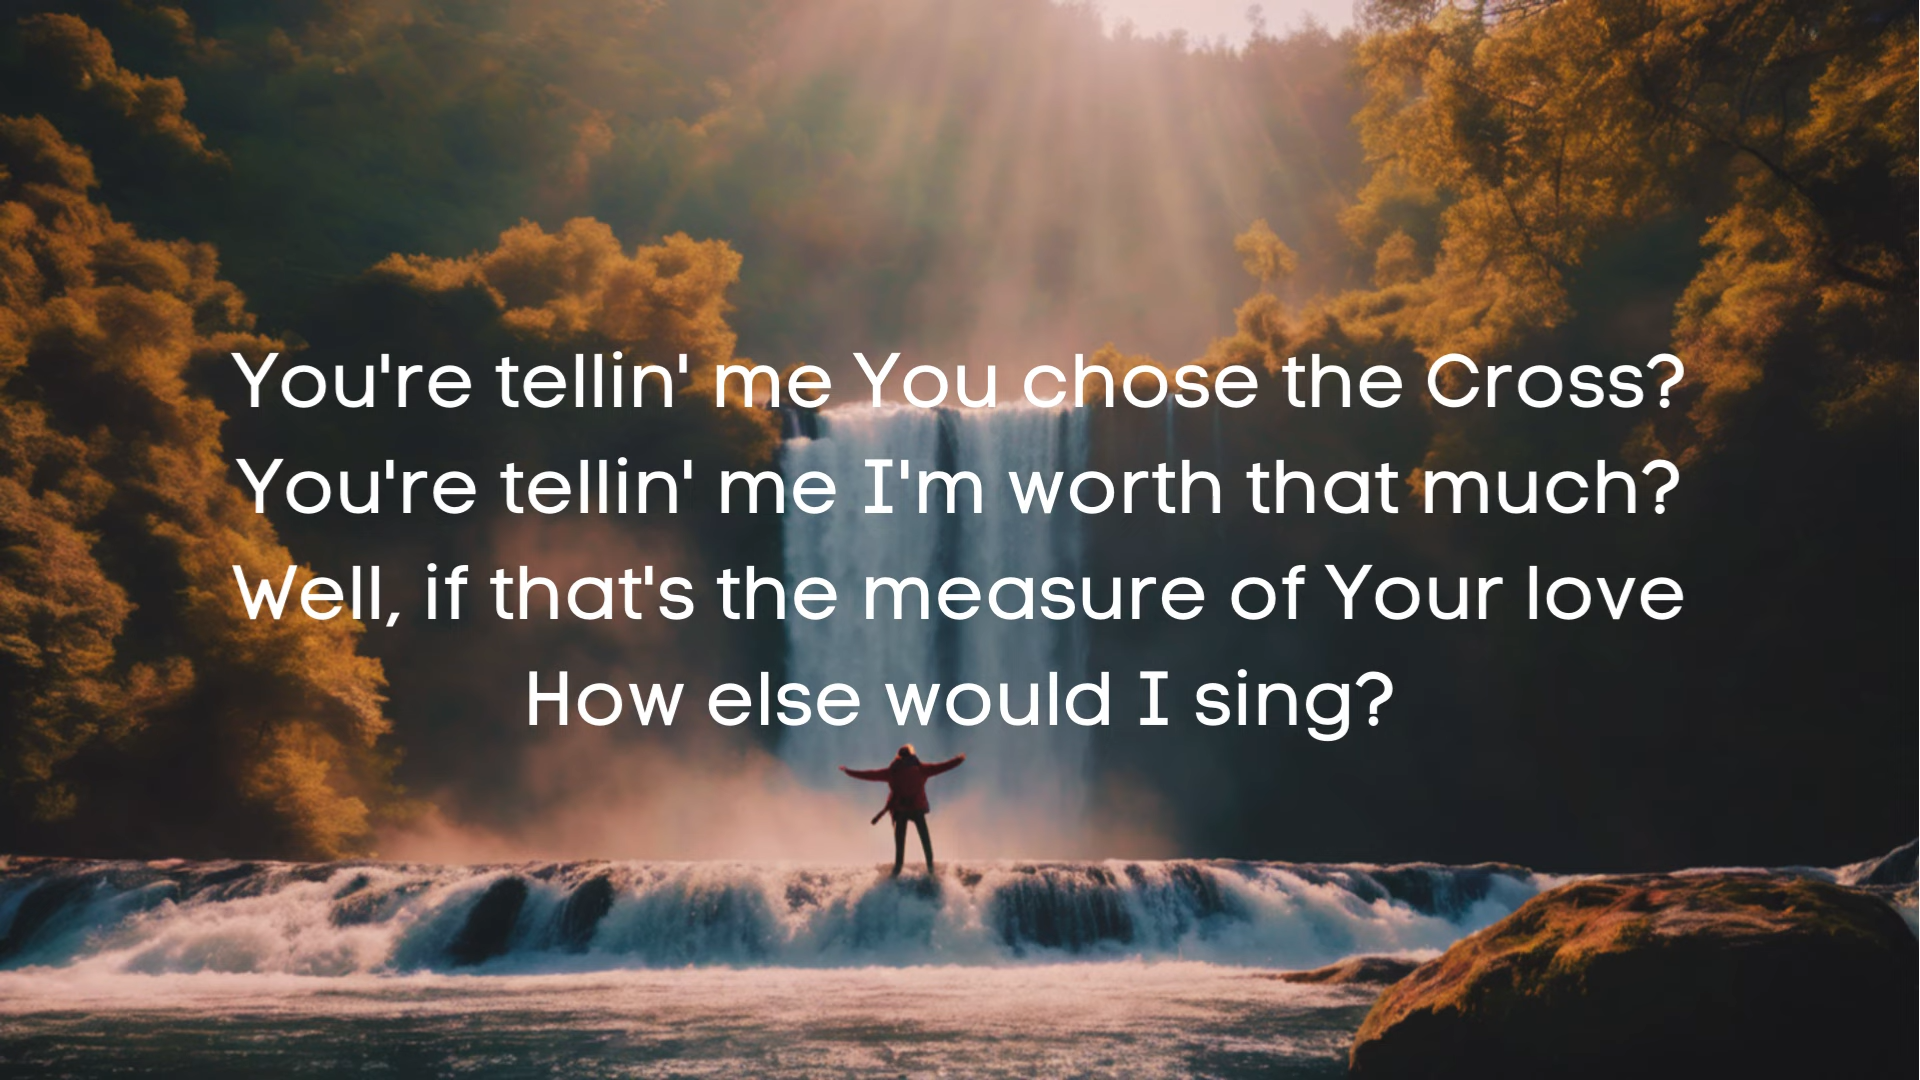 You're tellin' me You chose the Cross?
You're tellin' me I'm worth that much?
Well, if that's the measure of Your love
How else would I sing?